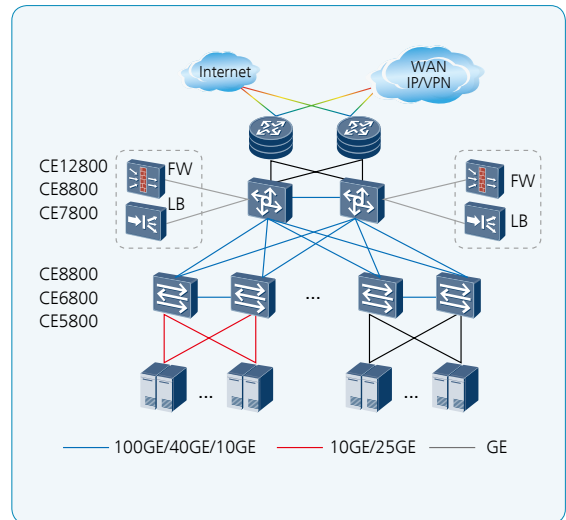 Internet
WAN
IP/VPN
CE12800
CE8800
CE7800
FW
LB
FW
LB
CE8800
CE6800
CE5800
...
... ...
100GE/40GE/10GE 10GE/25GE GE